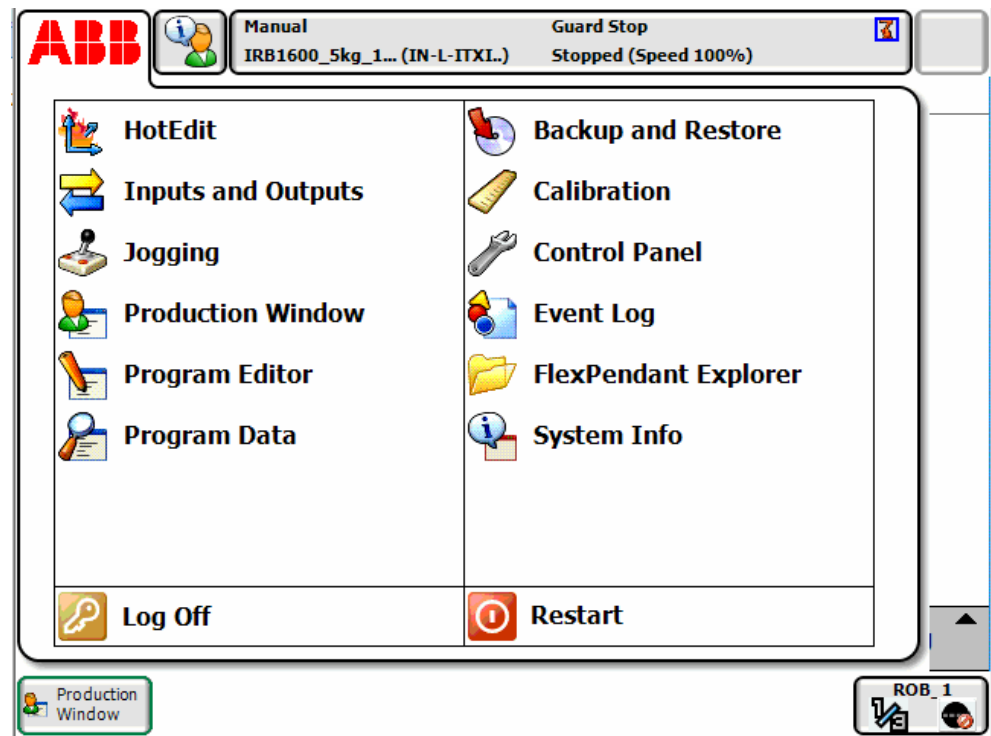 ABB
Manual
Guard Stop
IRB1600_5kg_1... (IN-L-ITXI..)
Stopped (Speed 100%)
HotEdit
Backup and Restore
Inputs and Outputs
Calibration
Jogging
Control Panel
Production Window
Event Log
Program Editor
FlexPendant Explorer
Program Data
System Info
Log Off
Restart
Production
Window
ROB_1
1/3